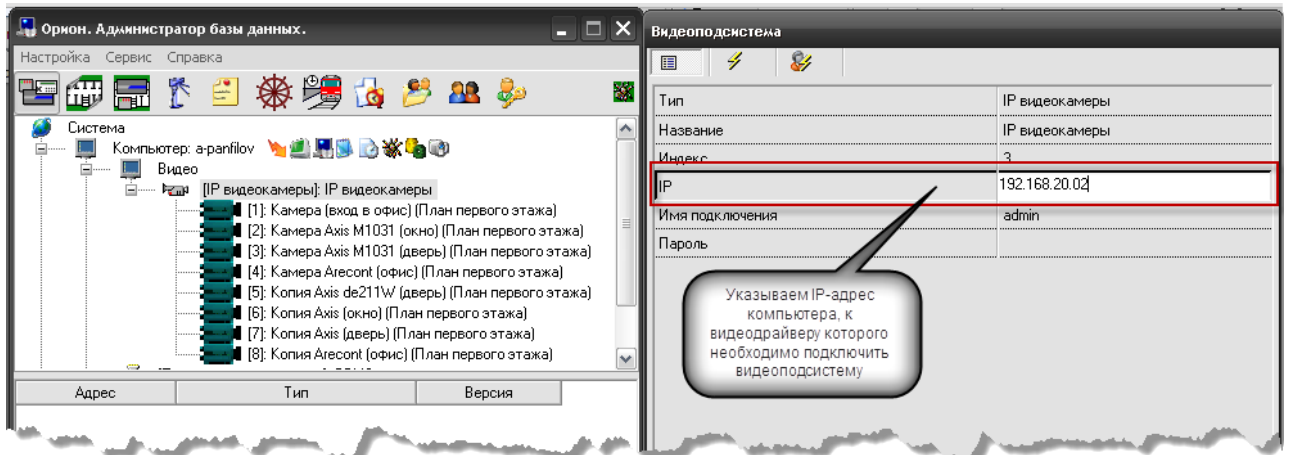 Орион. Администратор базы данных.
Настройка Сервис Справка
Система
Компьютер: a-panfilov
Видео
[IP видеокамеры]: IP видеокамеры
[1]: Камера (вход в офис) (План первого этажа)
[2]: Камера Axis M1031 (окно) (План первого этажа)
[3]: Камера Axis M1031 (дверь) (План первого этажа)
[4]: Камера Arecont (офис) (План первого этажа)
[5]: Копия Axis de211W (дверь) (План первого этажа)
[6]: Копия Axis (окно) (План первого этажа)
[7]: Копия Axis (дверь) (План первого этажа)
[8]: Копия Arecont (офис) (План первого этажа)
Адрес Тип Версия
Видеоподсистема
Тип IP видеокамеры
Название IP видеокамеры
Индекс 3
IP 192.168.20.02
Имя подключения admin
Пароль
Указываем IP-адрес
компьютера, к
видеодрайверу которого
необходимо подключить
видеоподсистему